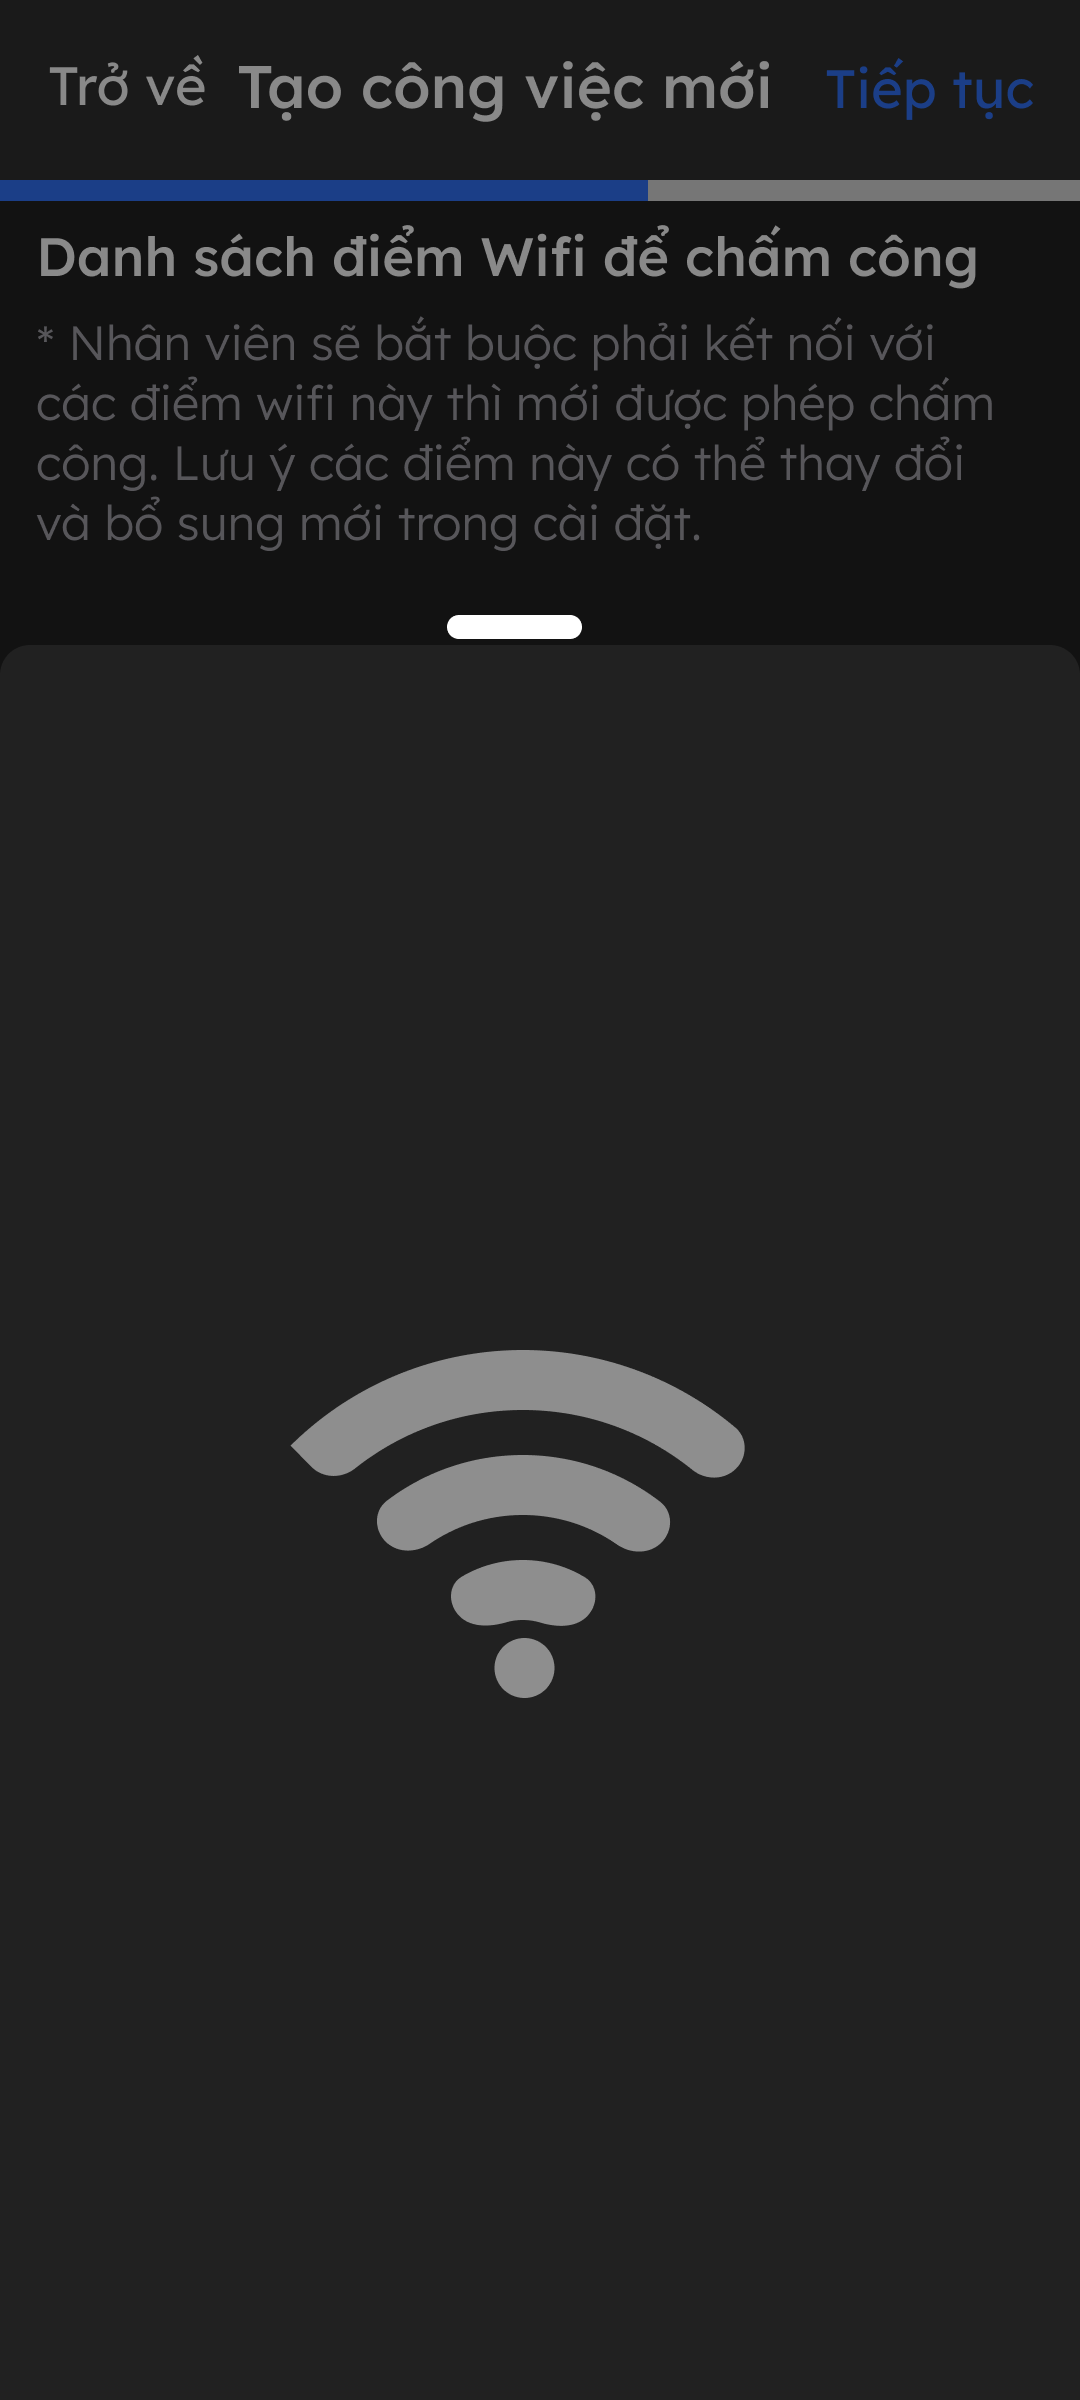 Trở về Tạo công việc mới Tiếp tục
Danh sách điểm Wifi để chấm công
* Nhân viên sẽ bắt buộc phải kết nối với
các điểm wifi này thì mới được phép chấm
công. Lưu ý các điểm này có thể thay đổi
và bổ sung mới trong cài đặt.